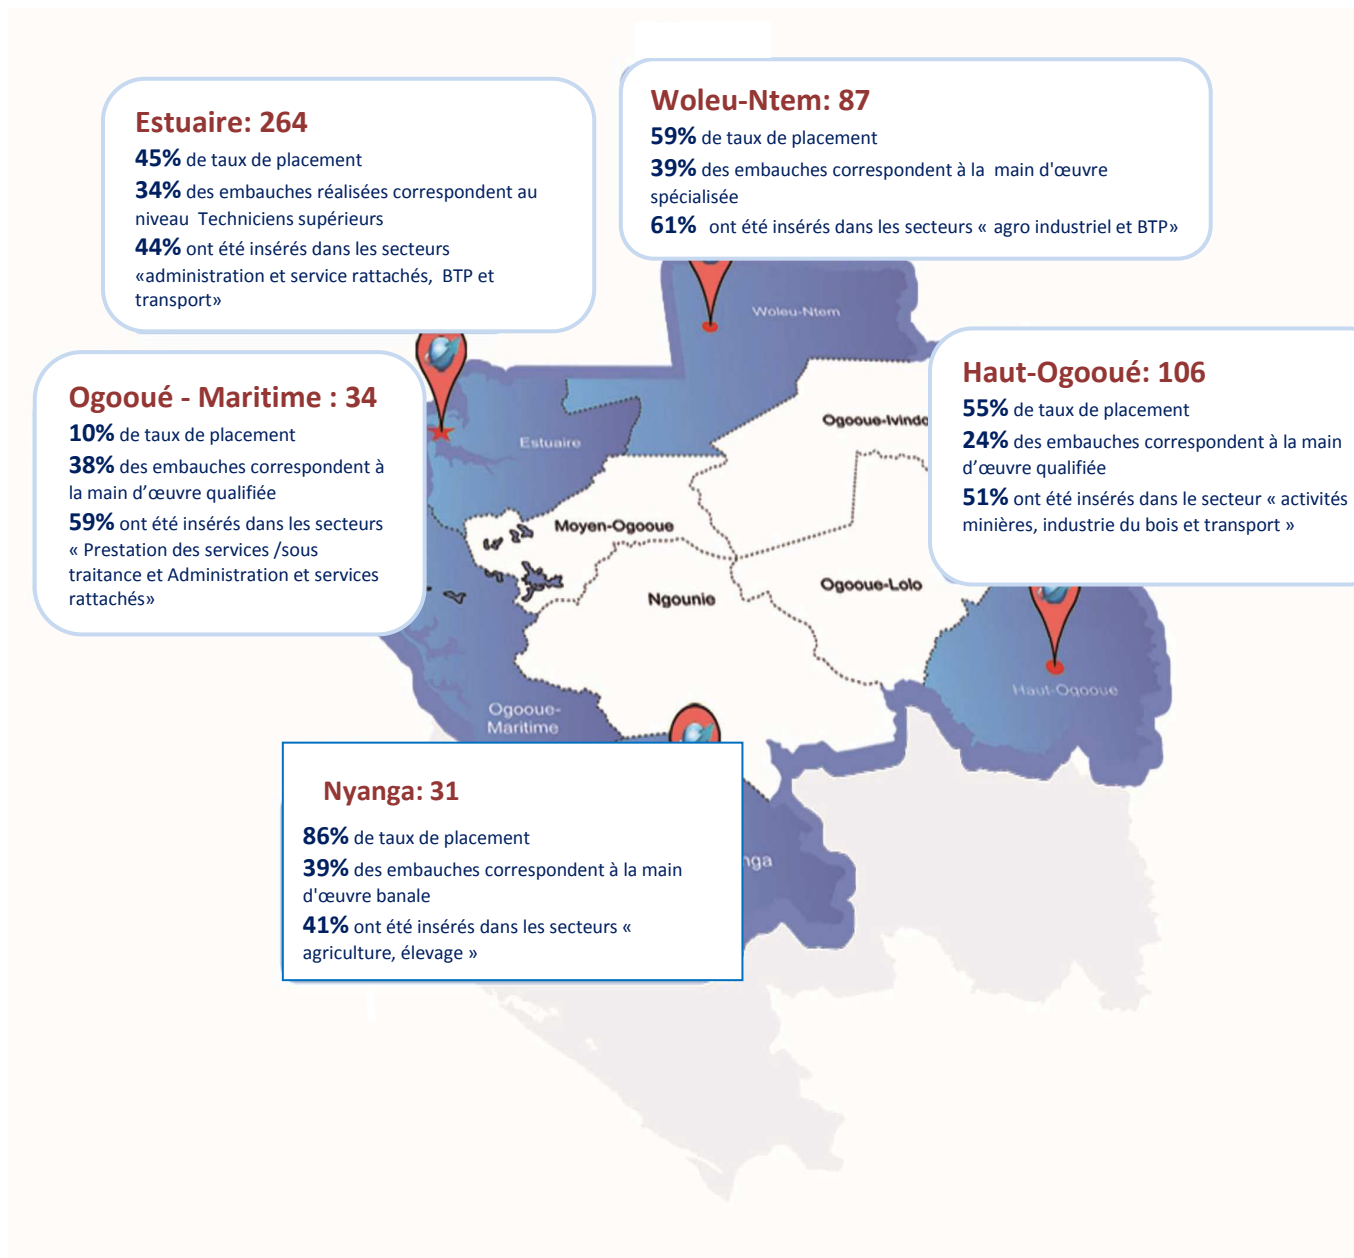 Estuaire: 264
45% de taux de placement
34% des embauches réalisées correspondent au
niveau Techniciens supérieurs
44% ont été insérés dans les secteurs
«administration et service rattachés, BTP et
transport»
Woleu-Ntem: 87
59% de taux de placement
39% des embauches correspondent à la main d'œuvre
spécialisée
61% ont été insérés dans les secteurs « agro industriel et BTP»
Ogooué - Maritime : 34
10% de taux de placement
38% des embauches correspondent à
la main d’œuvre qualifiée
59% ont été insérés dans les secteurs
« Prestation des services /sous
traitance et Administration et services
rattachés»
Haut-Ogooué: 106
55% de taux de placement
24% des embauches correspondent à la main
d’œuvre qualifiée
51% ont été insérés dans le secteur « activités
minières, industrie du bois et transport »
Woleu-Ntem
Estuaire
Ogooue-Ivindo
Moyen-Ogooue
Ngounie
Ogooue-Lolo
Haut-Ogooue
Ogooue-
Maritime
Nyanga: 31
86% de taux de placement
39% des embauches correspondent à la main
d'œuvre banale
41% ont été insérés dans les secteurs «
agriculture, élevage »
nga